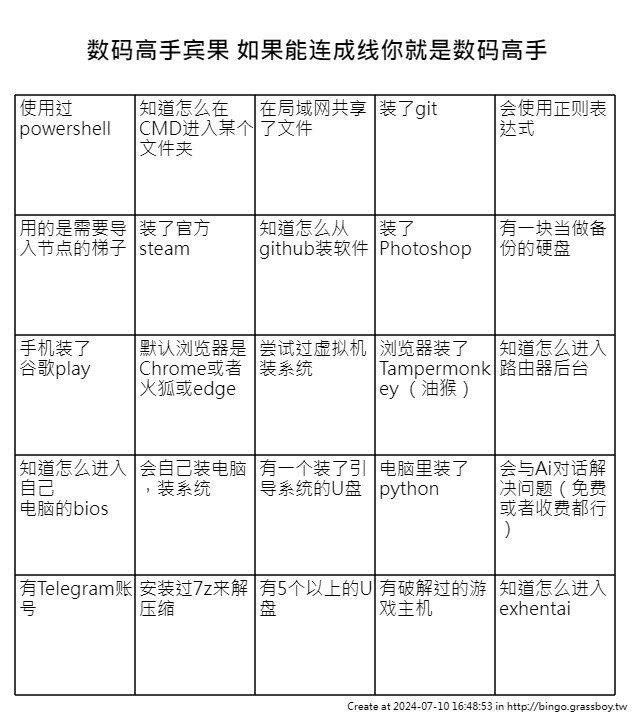 数码高手宾果 如果能连成线你就是数码高手
使用过
powershell
知道怎么在
CMD进入某个
文件夹
在局域网共享
了文件
装了git
会使用正则表
达式
用的是需要导
入节点的梯子
装了官方
steam
知道怎么从
github装软件
装了
Photoshop
有一块当做备
份的硬盘
手机装了
谷歌play
默认浏览器是
Chrome或者
火狐或edge
尝试过虚拟机
装系统
浏览器装了
Tampermonk
ey（油猴）
知道怎么进入
路由器后台
知道怎么进入
自己
电脑的bios
会自己装电脑
，装系统
有一个装了引
导系统的U盘
电脑里装了
python
会与Ai对话解
决问题（免费
或者收费都行
）
有Telegram账
号
安装过7z来解
压缩
有5个以上的U
盘
有破解过的游
戏主机
知道怎么进入
exhentai
Create at 2024-07-10 16:48:53 in http://bingo.grassboy.tw